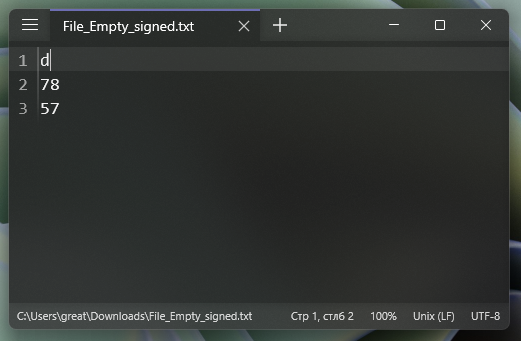 File_Empty_signed.txt
1 d
2 78
3 57
C:\Users\great\Downloads\File_Empty_signed.txt Стр 1, стлб 2 100% Unix (LF) UTF-8